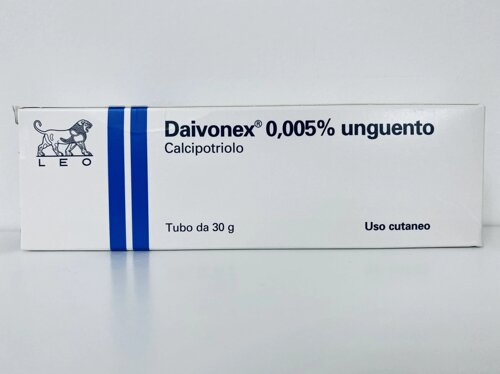 LEO
Daivonex® 0,005% unguento
Calcipotriolo
Tubo da 30 g
Uso cutaneo